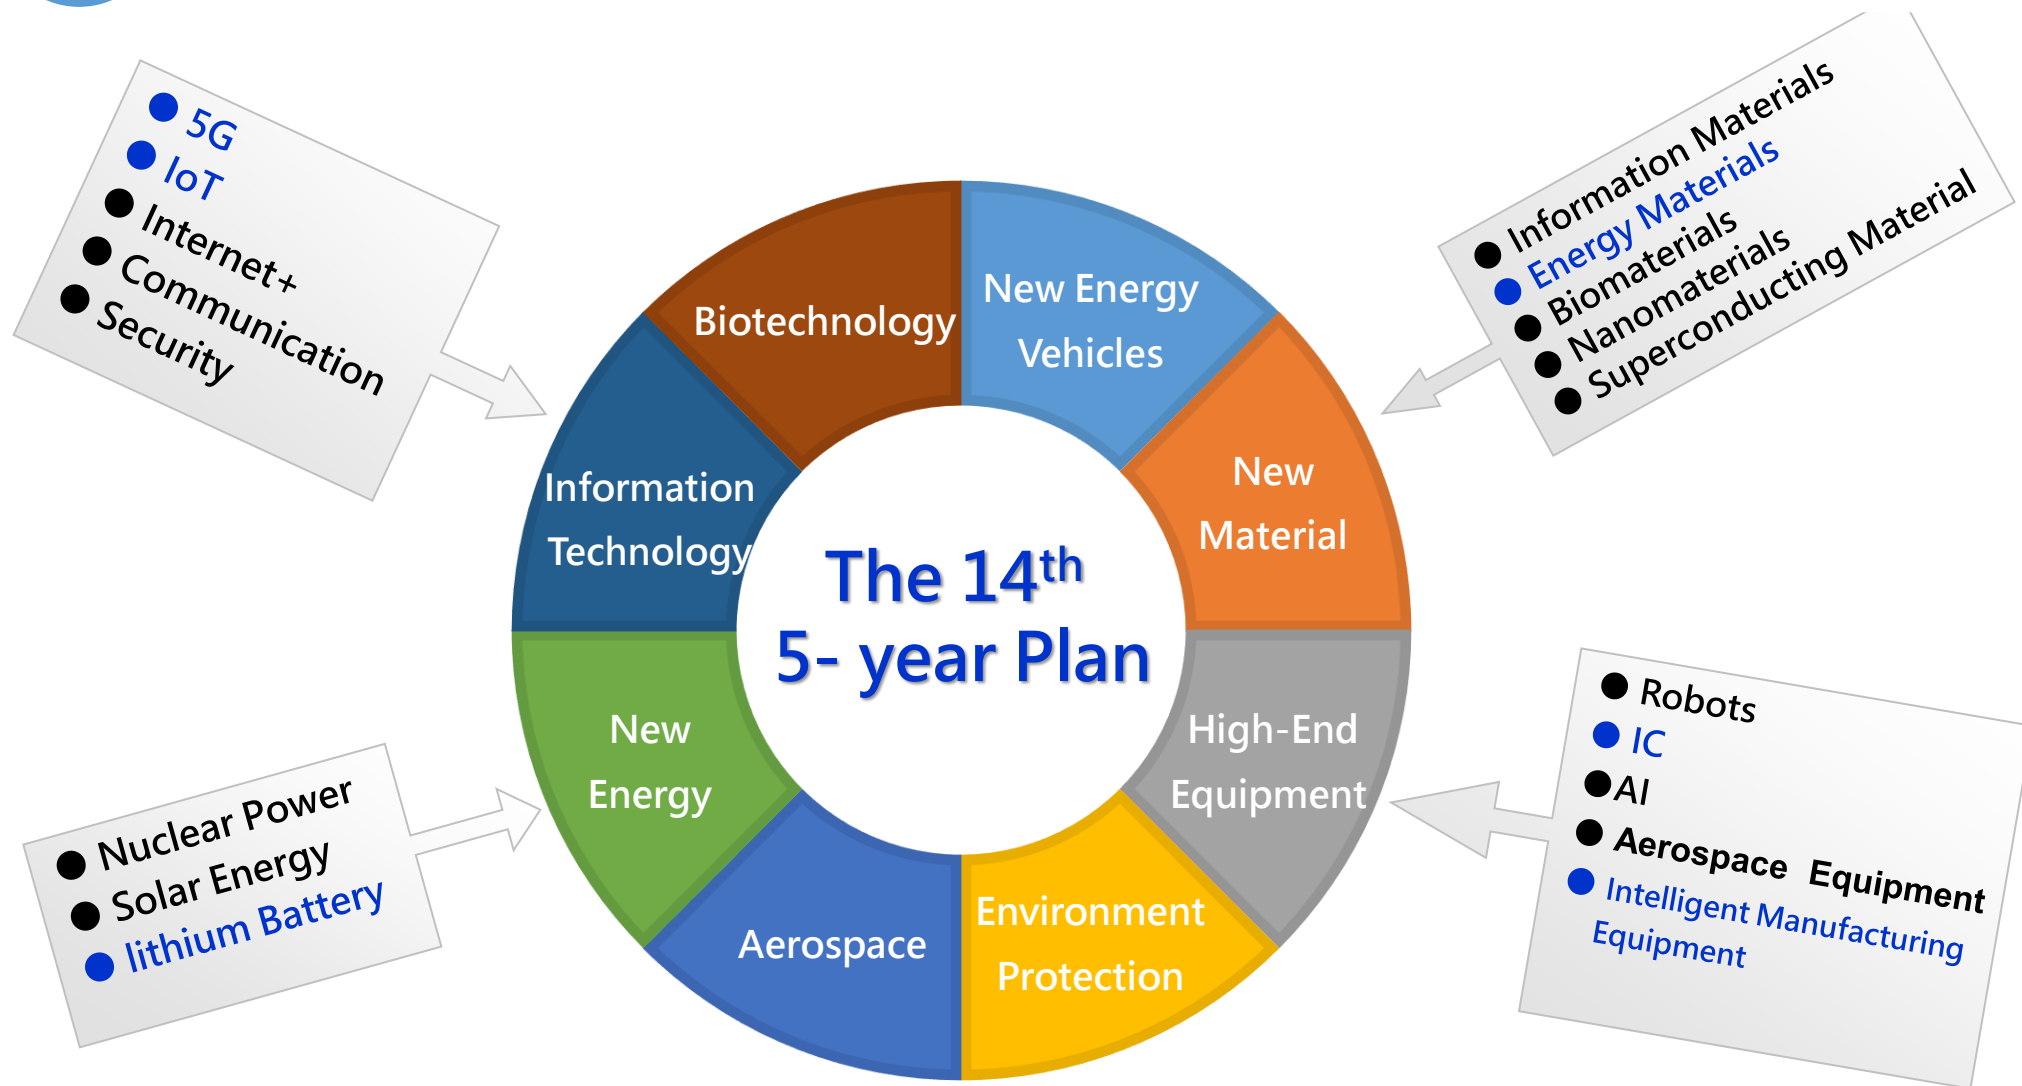 5G
IoT
Internet+
Communication
Security
Information Materials
Energy Materials
Biomaterials
Nanomaterials
Superconducting Material
Biotechnology
New Energy
Vehicles
New
Material
Information
Technology
The 14th
5- year Plan
New
Energy
High-End
Equipment
Aerospace
Environment
Protection
Nuclear Power
Solar Energy
lithium Battery
Robots
IC
AI
Aerospace Equipment
Intelligent Manufacturing
Equipment